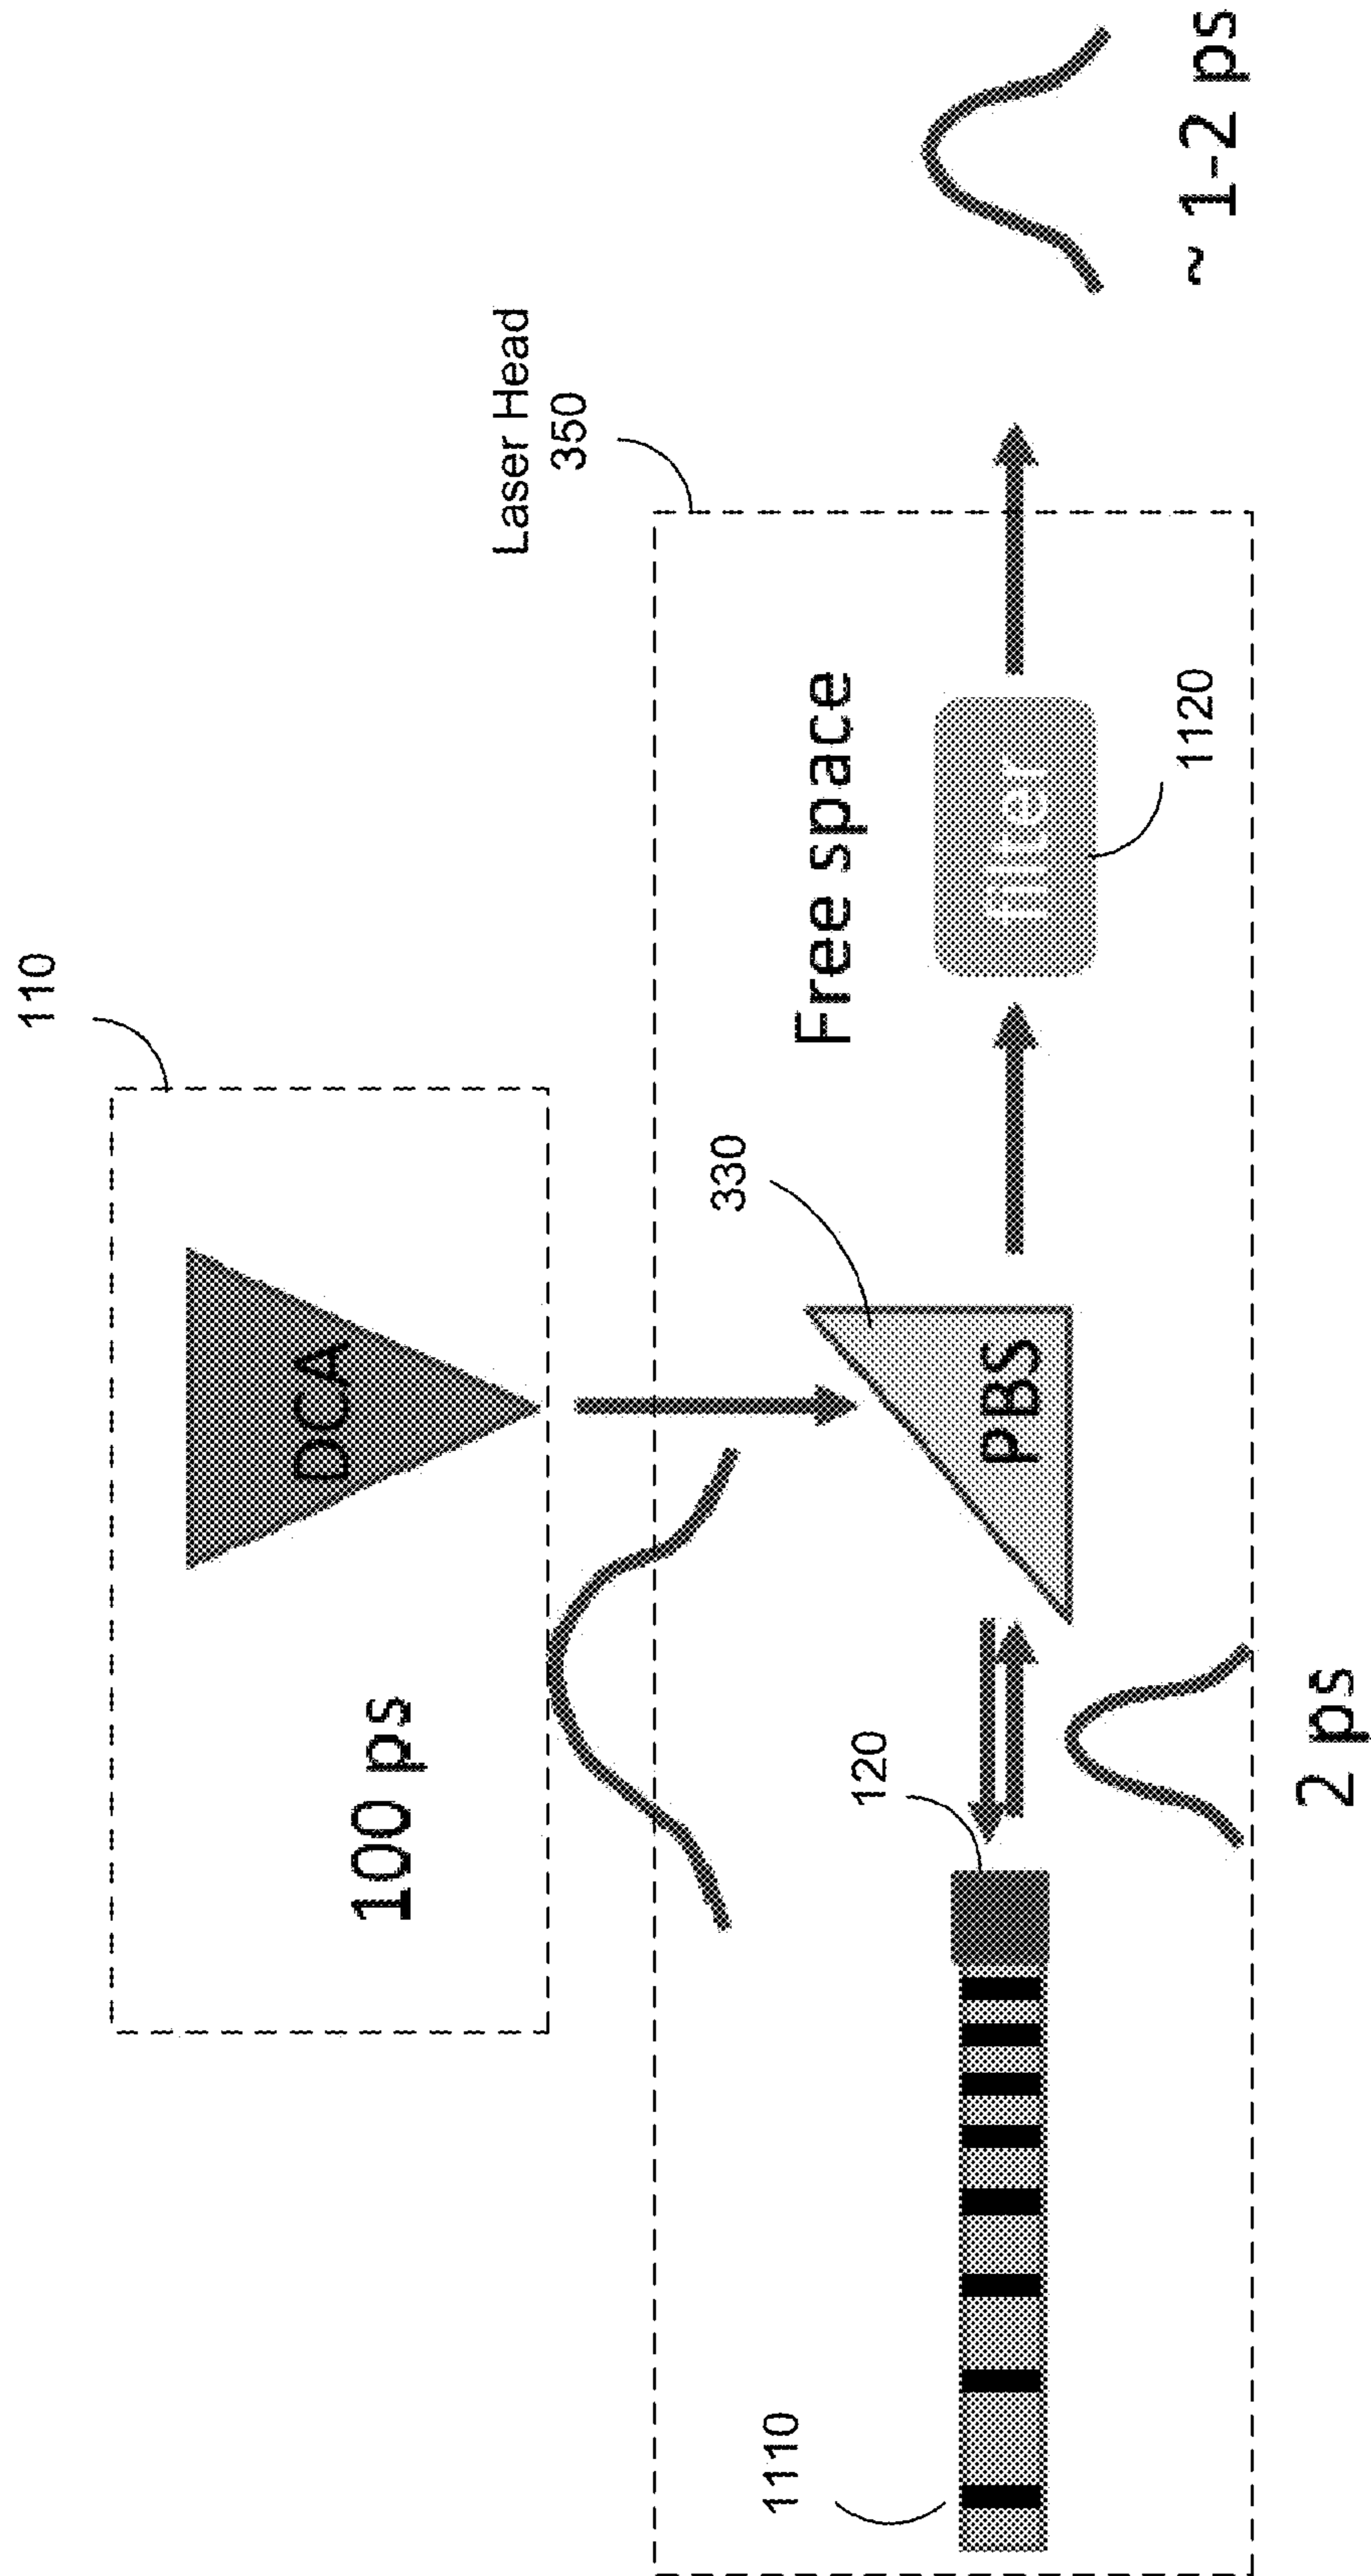 110
DCA
100 ps
Laser Head
350
330
1110
Free space
120
PBS
filter
1120
~ 1-2 ps
2 ps